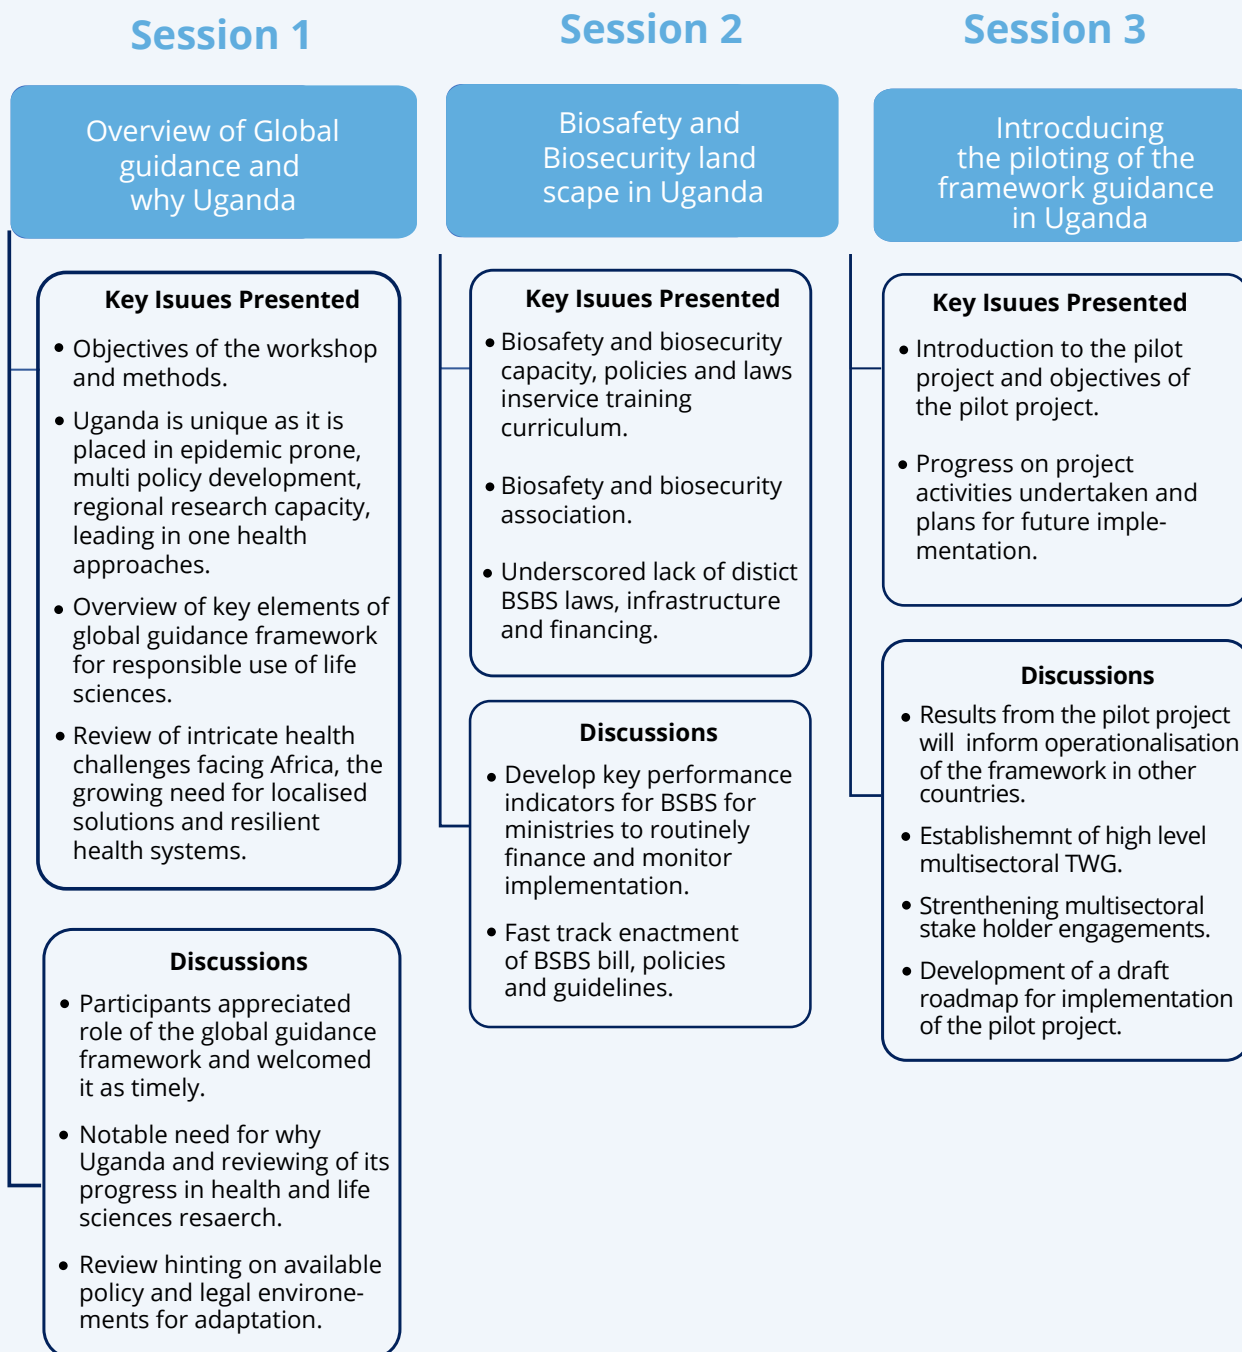 Session 1
Overview of Global
guidance and
why Uganda
Key Isuues Presented
• Objectives of the workshop
and methods.
• Uganda is unique as it is
placed in epidemic prone,
multi policy development,
regional research capacity,
leading in one health
approaches.
• Overview of key elements of
global guidance framework
for responsible use of life
sciences.
• Review of intricate health
challenges facing Africa, the
growing need for localised
solutions and resilient
health systems.
Discussions
• Participants appreciated
role of the global guidance
framework and welcomed
it as timely.
• Notable need for why
Uganda and reviewing of its
progress in health and life
sciences resaerch.
• Review hinting on available
policy and legal environe-
ments for adaptation.
Session 2
Biosafety and
Biosecurity land
scape in Uganda
Key Isuues Presented
• Biosafety and biosecurity
capacity, policies and laws
inservice training
curriculum.
• Biosafety and biosecurity
association.
• Underscored lack of distict
BSBS laws, infrastructure
and financing.
Discussions
• Develop key performance
indicators for BSBS for
ministries to routinely
finance and monitor
implementation.
• Fast track enactment
of BSBS bill, policies
and guidelines.
Session 3
Introcducing
the piloting of the
framework guidance
in Uganda
Key Isuues Presented
• Introduction to the pilot
project and objectives of
the pilot project.
• Progress on project
activities undertaken and
plans for future imple-
mentation.
Discussions
• Results from the pilot project
will inform operationalisation
of the framework in other
countries.
• Establishemnt of high level
multisectoral TWG.
• Strenthening multisectoral
stake holder engagements.
• Development of a draft
roadmap for implementation
of the pilot project.